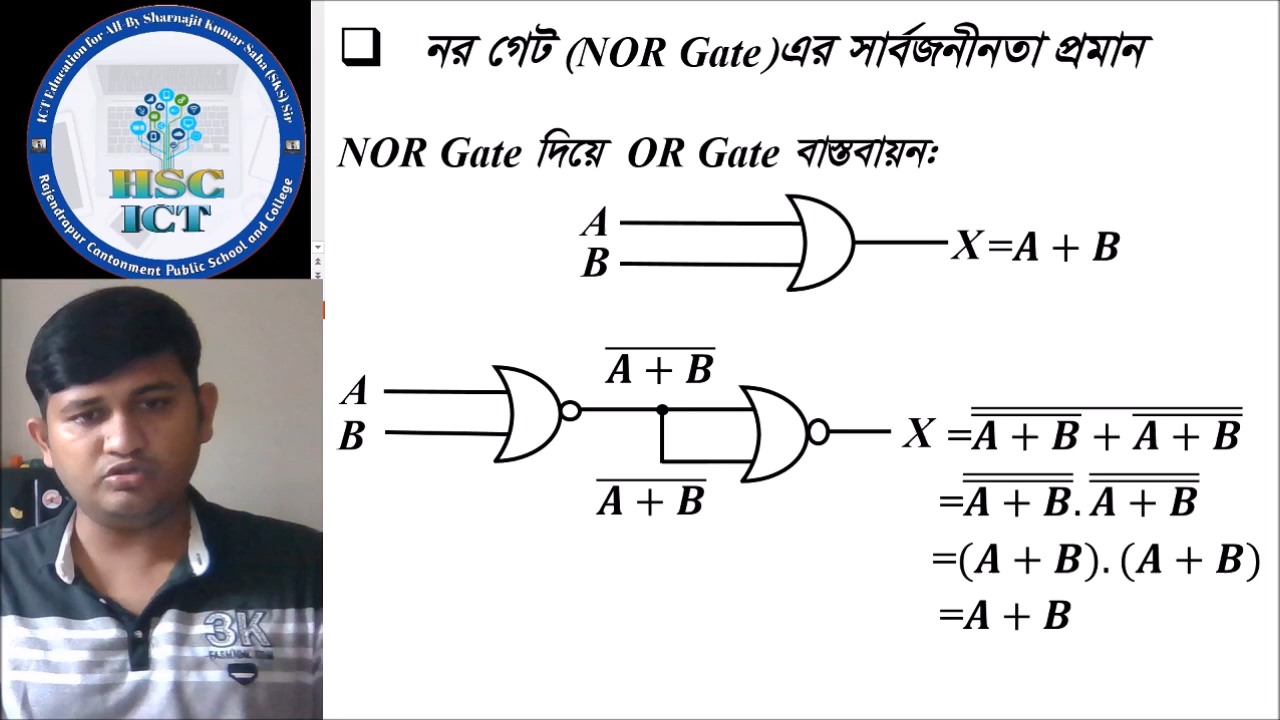 ICT Education for All-By Sharnajit Kumar Saha (SKS) Sir
HSC
ICT
Rajendrapur Cantonment Public School and College
নর গেট (NOR Gate)এর সার্বজনীনতা প্রমান
NOR Gate দিয়ে OR Gate বাস্তবায়নঃ
A
B
X=A + B
A
B
A̅ ̅+̅ ̅B̅
A̅ ̅+̅ ̅B̅
X =A̿ ̿+̿ ̿B̿ ̅+̅ A̿ ̿+̿ ̿B̿
=A̿ ̿+̿ ̿B̿ . A̿ ̿+̿ ̿B̿
=(A + B). (A + B)
=A + B
3K
FASHION